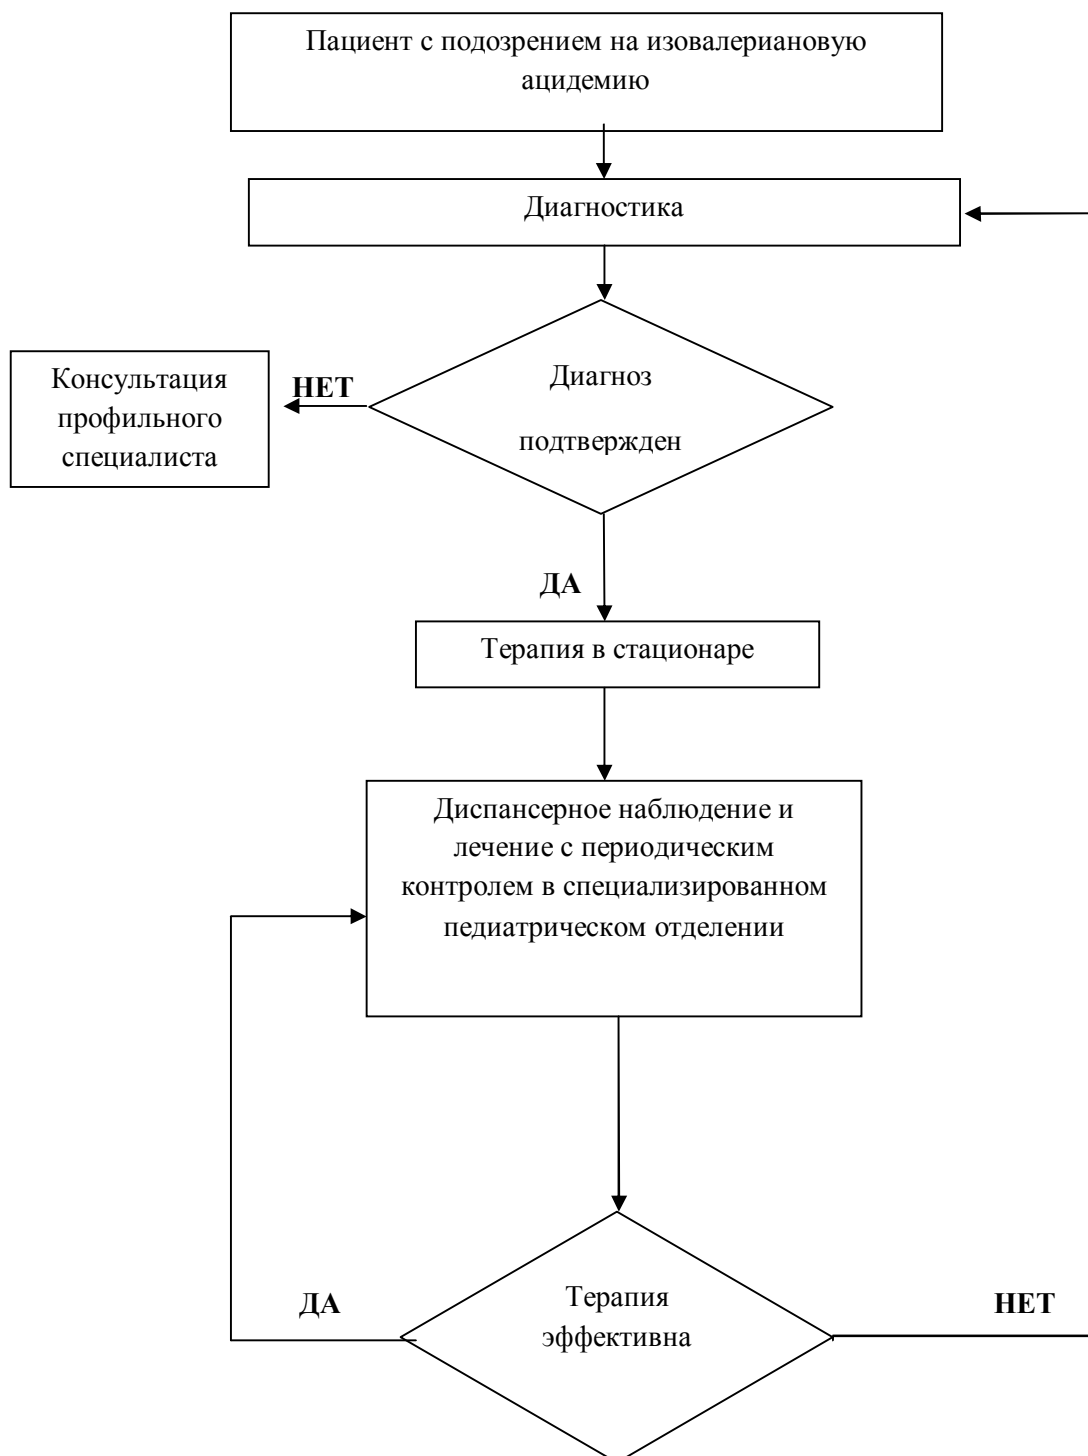 Пациент с подозрением на изовалериановую
ацидемию
Диагностика
Диагноз
подтвержден
НЕТ
Консультация
профильного
специалиста
ДА
Терапия в стационаре
Диспансерное наблюдение и
лечение с периодическим
контролем в специализированном
педиатрическом отделении
Терапия
эффективна
ДА
НЕТ